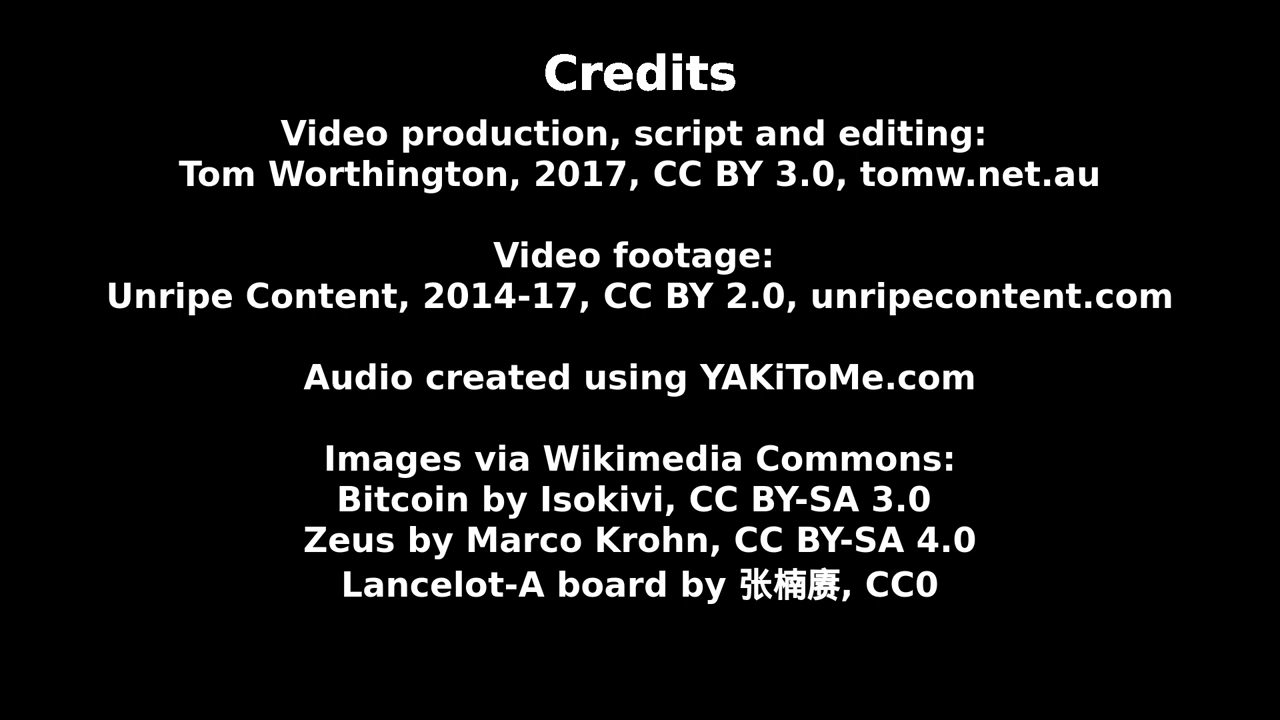 Credits
Video production, script and editing:
Tom Worthington, 2017, CC BY 3.0, tomw.net.au
Video footage:
Unripe Content, 2014-17, CC BY 2.0, unripecontent.com
Audio created using YAKiToMe.com
Images via Wikimedia Commons:
Bitcoin by Isokivi, CC BY-SA 3.0
Zeus by Marco Krohn, CC BY-SA 4.0
Lancelot-A board by 张楠赓, CC0